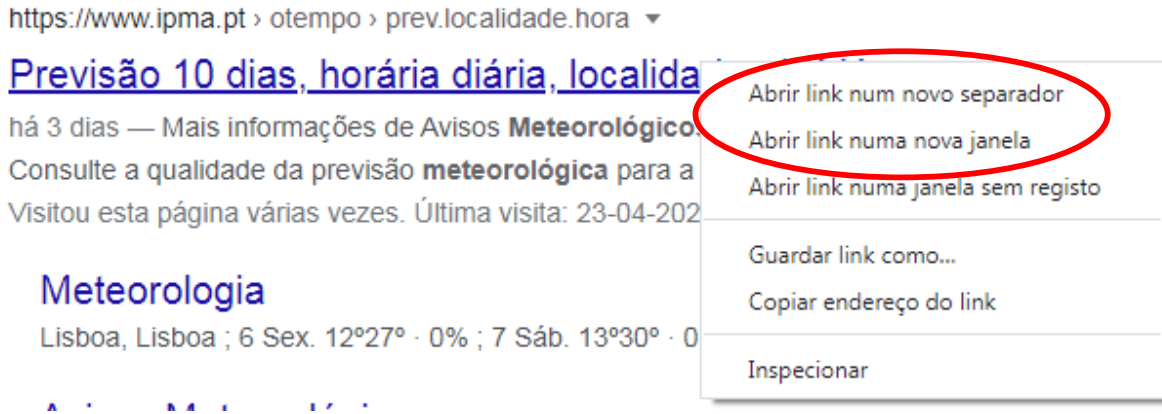 https://www.ipma.pt › otempo › prev.localidade.hora
Previsão 10 dias, horária diária, localida
há 3 dias — Mais informações de Avisos Meteorológicos
Consulte a qualidade da previsão meteorológica para a
Visitou esta página várias vezes. Última visita: 23-04-202
Meteorologia
Lisboa, Lisboa ; 6 Sex. 12º27º · 0% ; 7 Sáb. 13º30º · 0
Abrir link num novo separador
Abrir link numa nova janela
Abrir link numa janela sem registo
Guardar link como...
Copiar endereço do link
Inspecionar